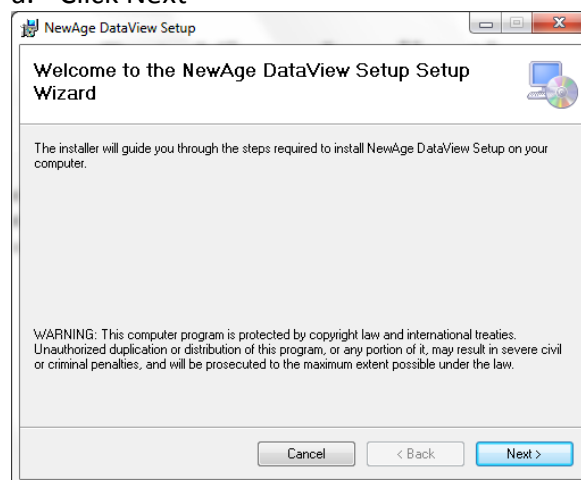 a. Click Next
NewAge DataView Setup
Welcome to the NewAge DataView Setup Setup
Wizard
The installer will guide you through the steps required to install NewAge DataView Setup on your
computer.
WARNING: This computer program is protected by copyright law and international treaties.
Unauthorized duplication or distribution of this program, or any portion of it, may result in severe civil
or criminal penalties, and will be prosecuted to the maximum extent possible under the law.
Cancel < Back Next >